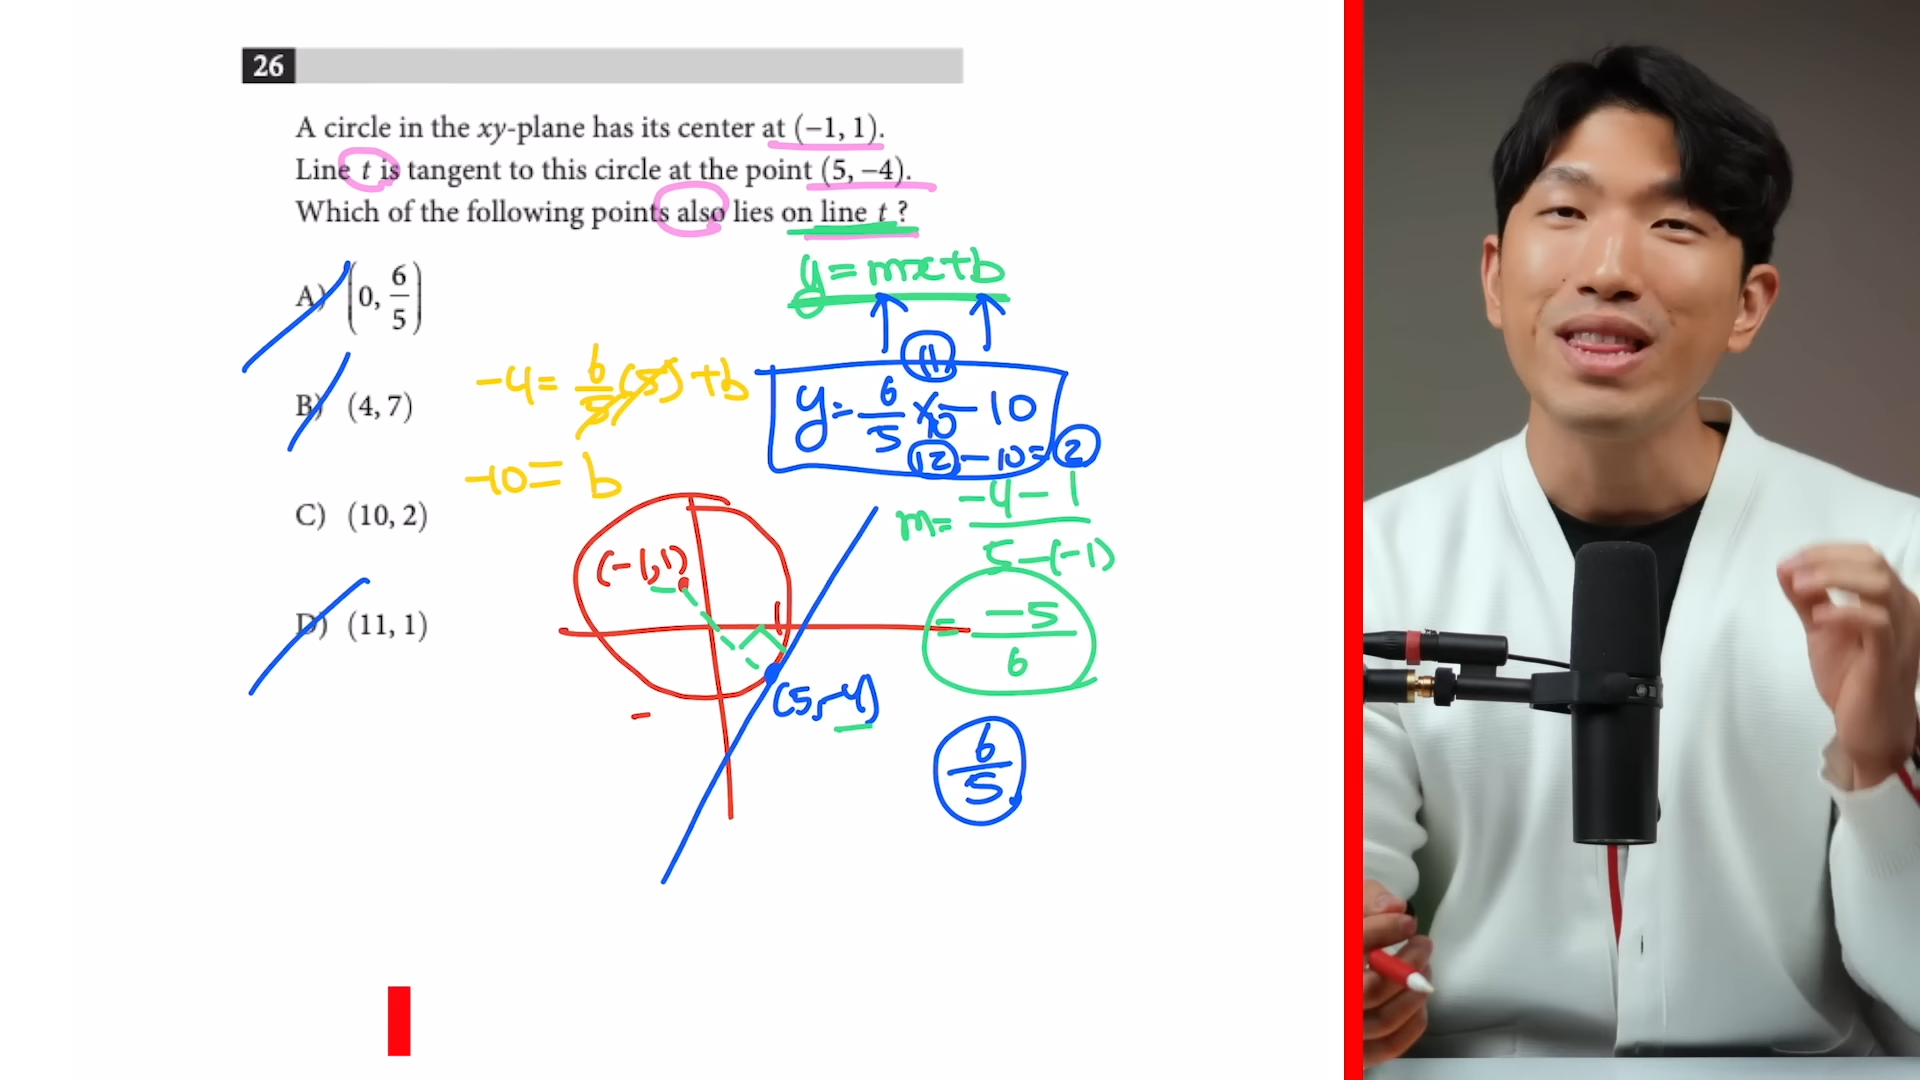 26
A circle in the xy-plane has its center at (−1, 1).
Line t is tangent to this circle at the point (5, −4).
Which of the following points also lies on line t ?
y = mx+b
A) (0, 6/5)
-4 = 6/5 (5) + b
(11)
y = 6/5 x - 10
10
12 - 10 = 2
B) (4, 7)
-10 = b
C) (10, 2)
m = -4-1 / 5-(-1)
(-1,1)
= -5/6
D) (11, 1)
(5,-4)
6/5